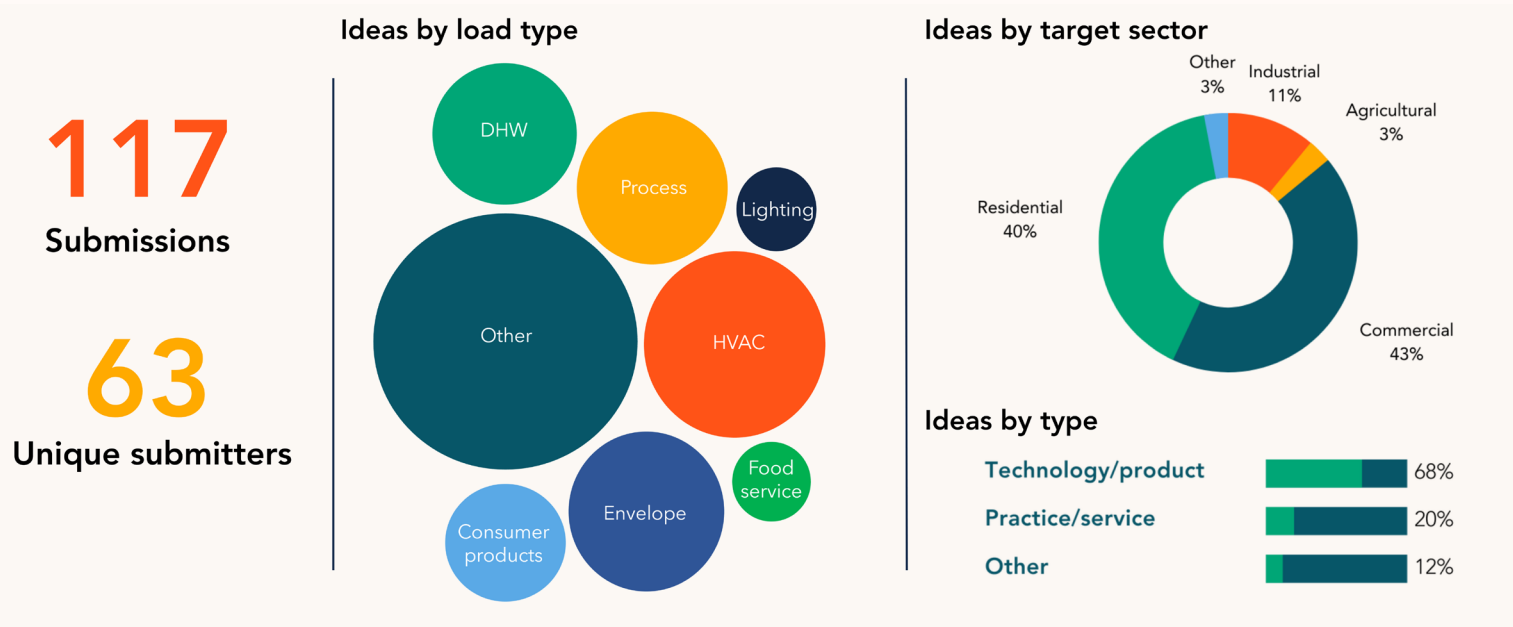 117
Submissions
63
Unique submitters
Ideas by load type
DHW
Process
Lighting
Other
HVAC
Food
service
Envelope
Consumer
products
Ideas by target sector
Other
3%
Industrial
11%
Agricultural
3%
Residential
40%
Commercial
43%
Ideas by type
Technology/product 68%
Practice/service 20%
Other 12%